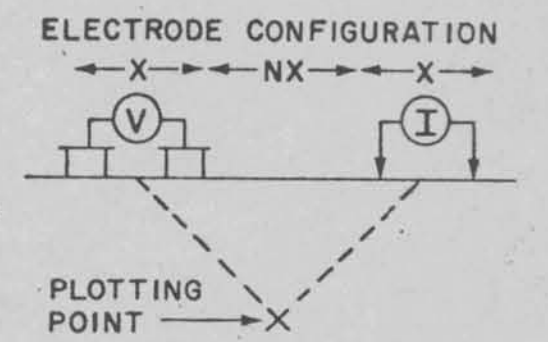 ELECTRODE CONFIGURATION
X NX X
V I
PLOTTING
POINT X